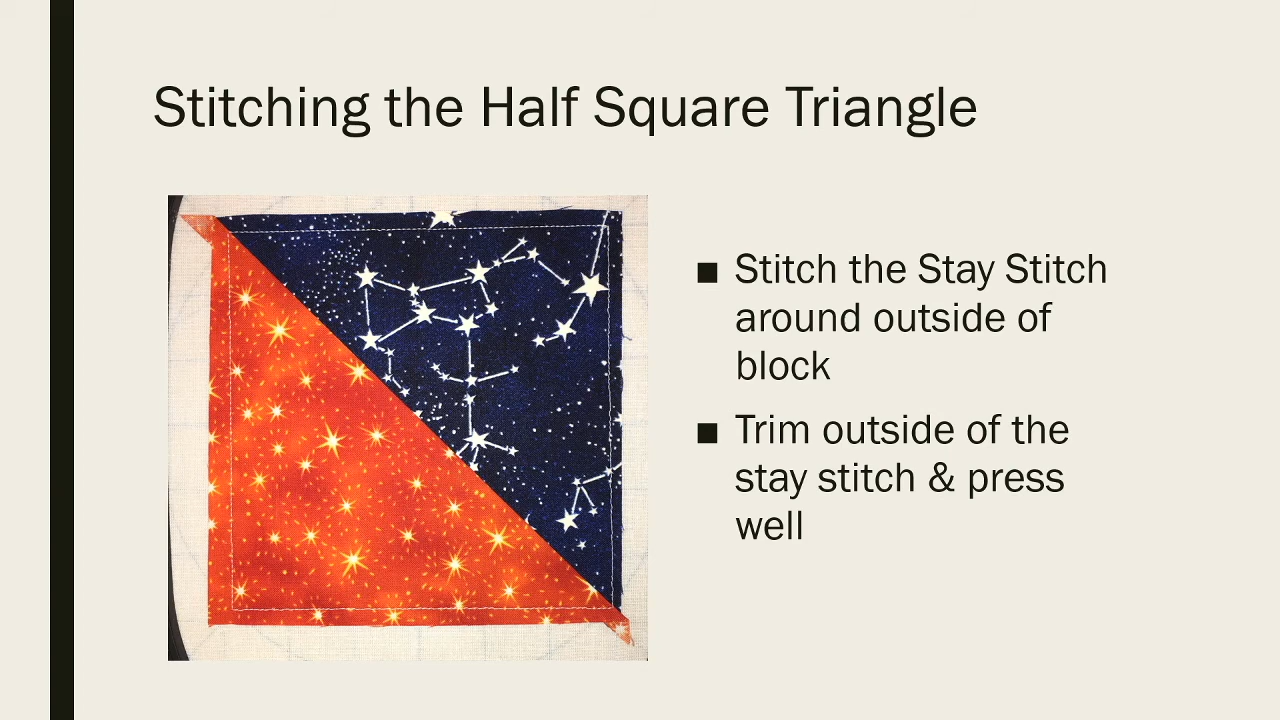 Stitching the Half Square Triangle
■ Stitch the Stay Stitch
around outside of
block
■ Trim outside of the
stay stitch & press
well